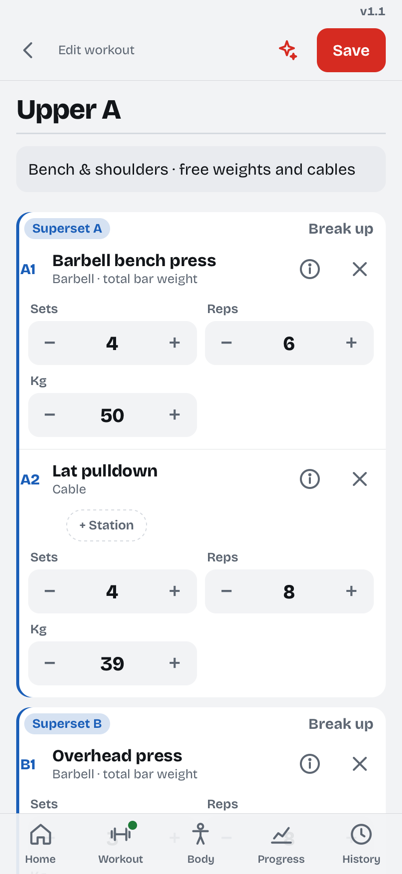 v1.1
Edit workout
Save
Upper A
Bench & shoulders · free weights and cables
Superset A
Break up
A1
Barbell bench press
Barbell · total bar weight
Sets
Reps
− 4 +
− 6 +
Kg
− 50 +
A2
Lat pulldown
Cable
+ Station
Sets
Reps
− 4 +
− 8 +
Kg
− 39 +
Superset B
Break up
B1
Overhead press
Barbell · total bar weight
Sets
Reps
Home
Workout
Body
Progress
History